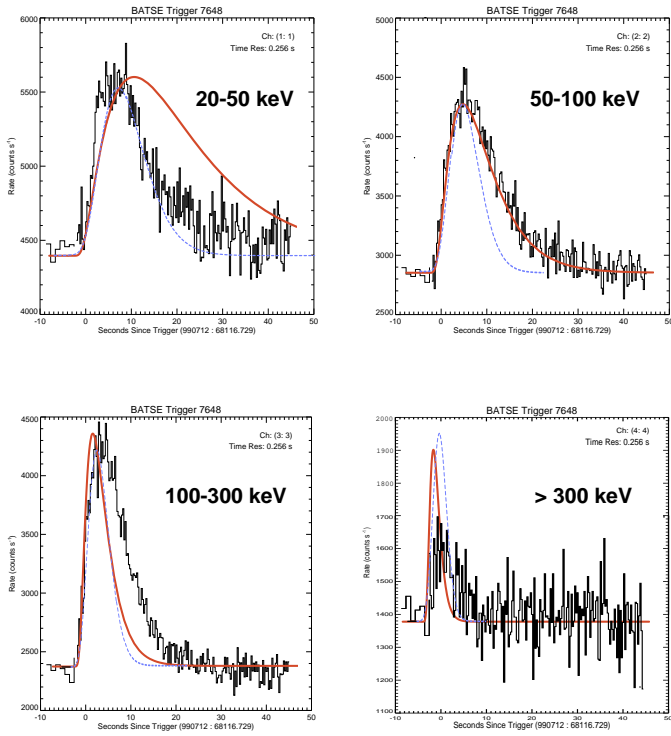 BATSE Trigger 7648
Ch: (1: 1)
Time Res: 0.256 s
20-50 keV
Rate (counts s⁻¹)
6000
5500
5000
4500
4000
-10 0 10 20 30 40 50
Seconds Since Trigger (990712 : 68116.729)
BATSE Trigger 7648
Ch: (2: 2)
Time Res: 0.256 s
50-100 keV
Rate (counts s⁻¹)
5000
4500
4000
3500
3000
2500
-10 0 10 20 30 40 50
Seconds Since Trigger (990712 : 68116.729)
BATSE Trigger 7648
Ch: (3: 3)
Time Res: 0.256 s
100-300 keV
Rate (counts s⁻¹)
4500
4000
3500
3000
2500
2000
-10 0 10 20 30 40 50
Seconds Since Trigger (990712 : 68116.729)
BATSE Trigger 7648
Ch: (4: 4)
Time Res: 0.256 s
> 300 keV
Rate (counts s⁻¹)
2000
1900
1800
1700
1600
1500
1400
1300
1200
1100
-10 0 10 20 30 40 50
Seconds Since Trigger (990712 : 68116.729)